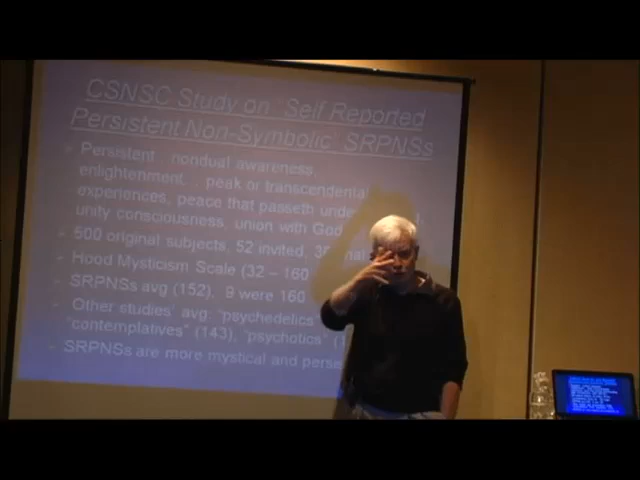 CSNSC Study on "Self Reported
Persistent Non-Symbolic" SRPNSs
Persistent . . nondual awareness,
enlightenment . . peak or transcendental
experiences, peace that passeth
unity consciousness, union with God
500 original subjects, 52 invited,
Hood Mysticism Scale (32 – 160
SRPNSs avg (152), 9 were 160
Other studies' avg: "psychedelics
"contemplatives" (143), "psychotics"
SRPNSs are more mystical and